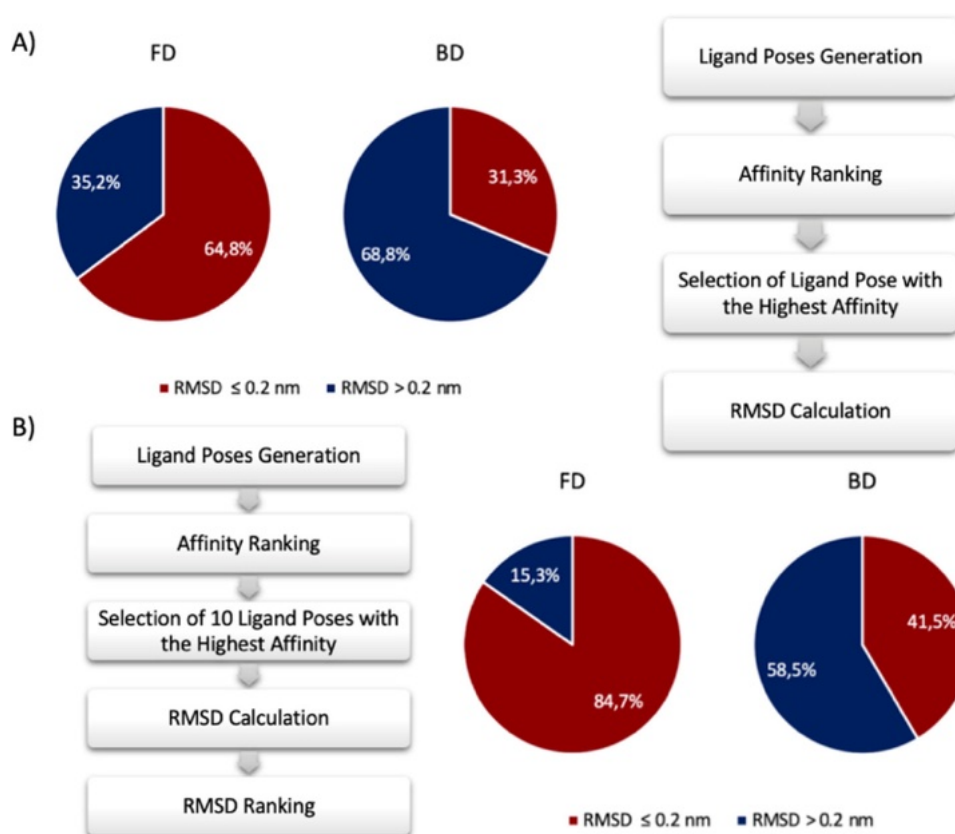 A)
FD
BD
35,2%
64,8%
31,3%
68,8%
■ RMSD ≤ 0.2 nm ■ RMSD > 0.2 nm
Ligand Poses Generation
Affinity Ranking
Selection of Ligand Pose with
the Highest Affinity
RMSD Calculation
B)
Ligand Poses Generation
Affinity Ranking
Selection of 10 Ligand Poses with
the Highest Affinity
RMSD Calculation
RMSD Ranking
FD
BD
15,3%
84,7%
41,5%
58,5%
■ RMSD ≤ 0.2 nm ■ RMSD > 0.2 nm